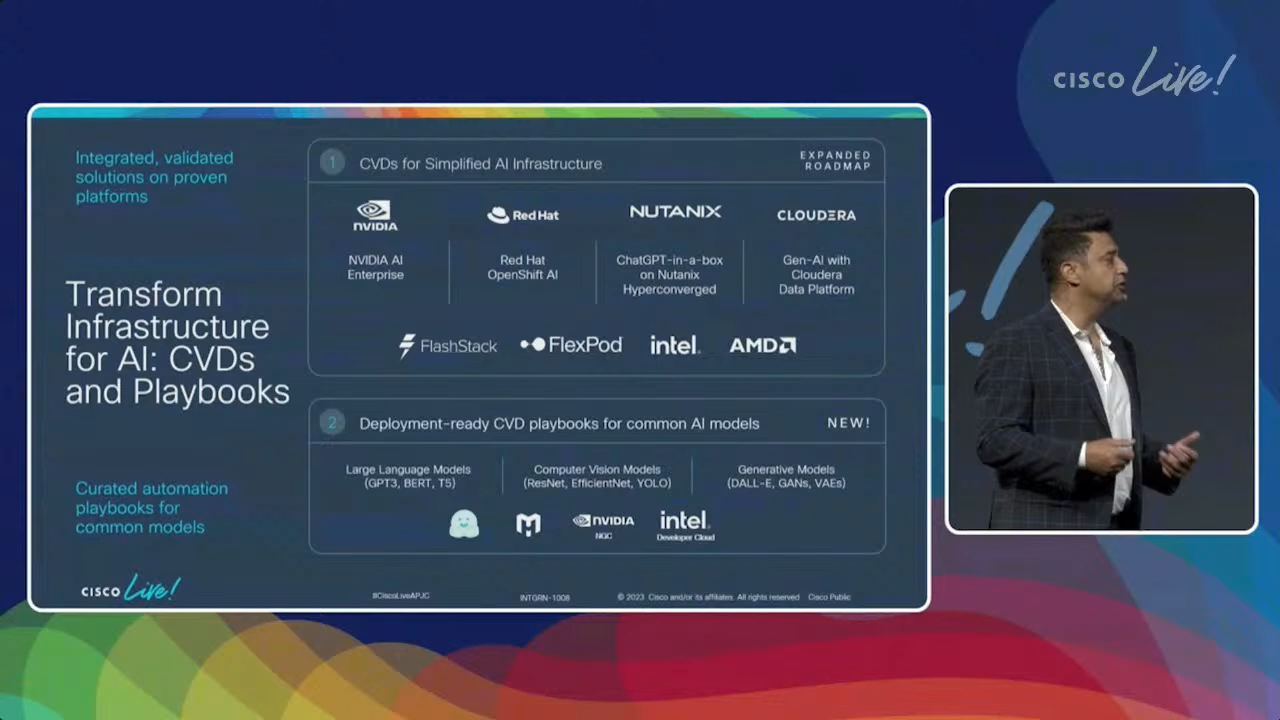 CISCO Live!
Integrated, validated
solutions on proven
platforms
Transform
Infrastructure
for AI: CVDs
and Playbooks
Curated automation
playbooks for
common models
1 CVDs for Simplified AI Infrastructure
EXPANDED
ROADMAP
NVIDIA
NVIDIA AI
Enterprise
Red Hat
Red Hat
OpenShift AI
NUTANIX
ChatGPT-in-a-box
on Nutanix
Hyperconverged
CLOUDERA
Gen-AI with
Cloudera
Data Platform
FlashStack FlexPod intel. AMD
2 Deployment-ready CVD playbooks for common AI models NEW!
Large Language Models
(GPT3, BERT, T5)
Computer Vision Models
(ResNet, EfficientNet, YOLO)
Generative Models
(DALL-E, GANs, VAEs)
NVIDIA
NGC
intel.
Developer Cloud
CISCO Live!
#CiscoLiveAPJC INTGRN-1008 © 2023 Cisco and/or its affiliates. All rights reserved Cisco Public